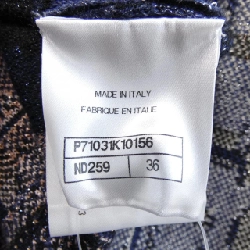 MADE IN ITALY
FABRIQUE EN ITALIE
P71031K10156
ND259 36